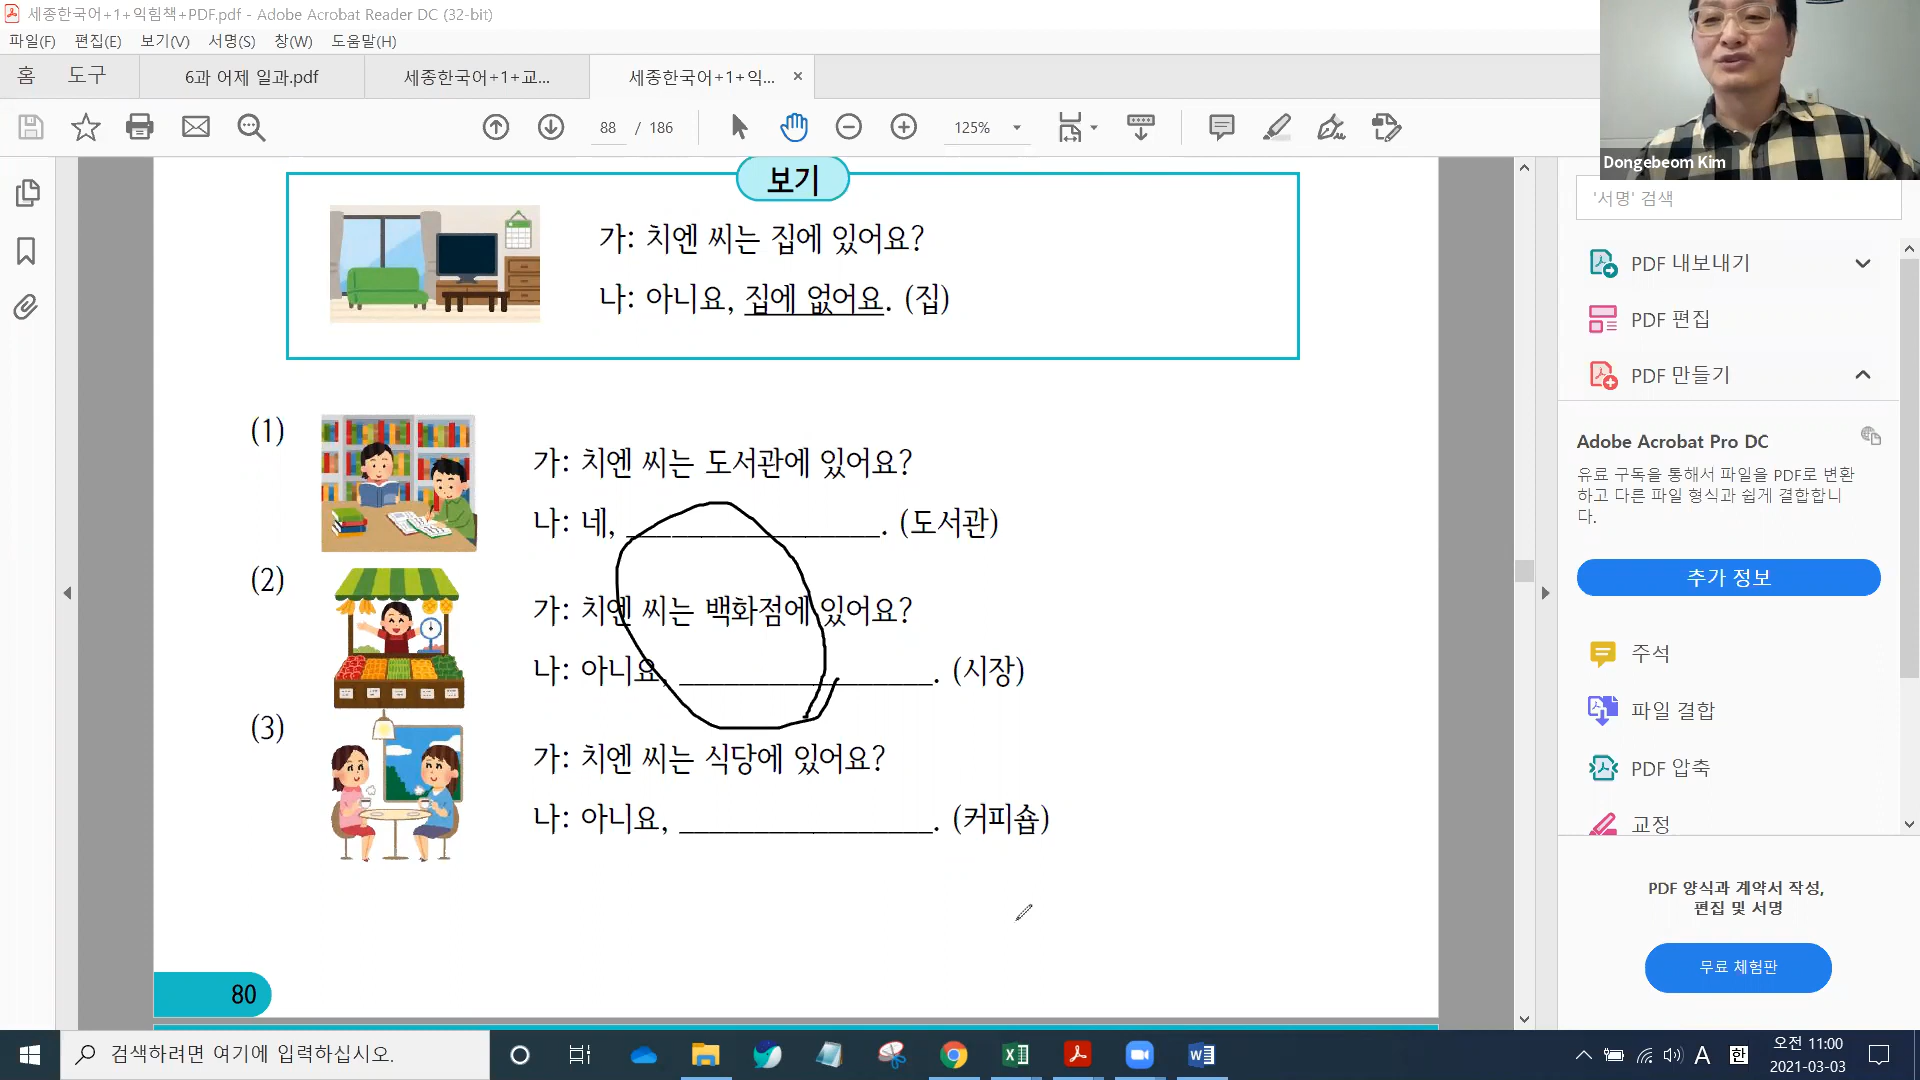 세종한국어+1+익힘책+PDF.pdf - Adobe Acrobat Reader DC (32-bit)
파일(F) 편집(E) 보기(V) 서명(S) 창(W) 도움말(H)
홈 도구 6과 어제 일과.pdf 세종한국어+1+교... 세종한국어+1+익... ×
88 / 186 125%
Dongebeom Kim
보기
가: 치엔 씨는 집에 있어요?
나: 아니요, 집에 없어요. (집)
(1)
가: 치엔 씨는 도서관에 있어요?
나: 네, _________________. (도서관)
(2)
가: 치엔 씨는 백화점에 있어요?
나: 아니요, _________________. (시장)
(3)
가: 치엔 씨는 식당에 있어요?
나: 아니요, _________________. (커피숍)
80
'서명' 검색
PDF 내보내기
PDF 편집
PDF 만들기
Adobe Acrobat Pro DC
유료 구독을 통해서 파일을 PDF로 변환
하고 다른 파일 형식과 쉽게 결합합니
다.
추가 정보
주석
파일 결합
PDF 압축
교정
PDF 양식과 계약서 작성,
편집 및 서명
무료 체험판
검색하려면 여기에 입력하십시오.
A 한 오전 11:00
2021-03-03